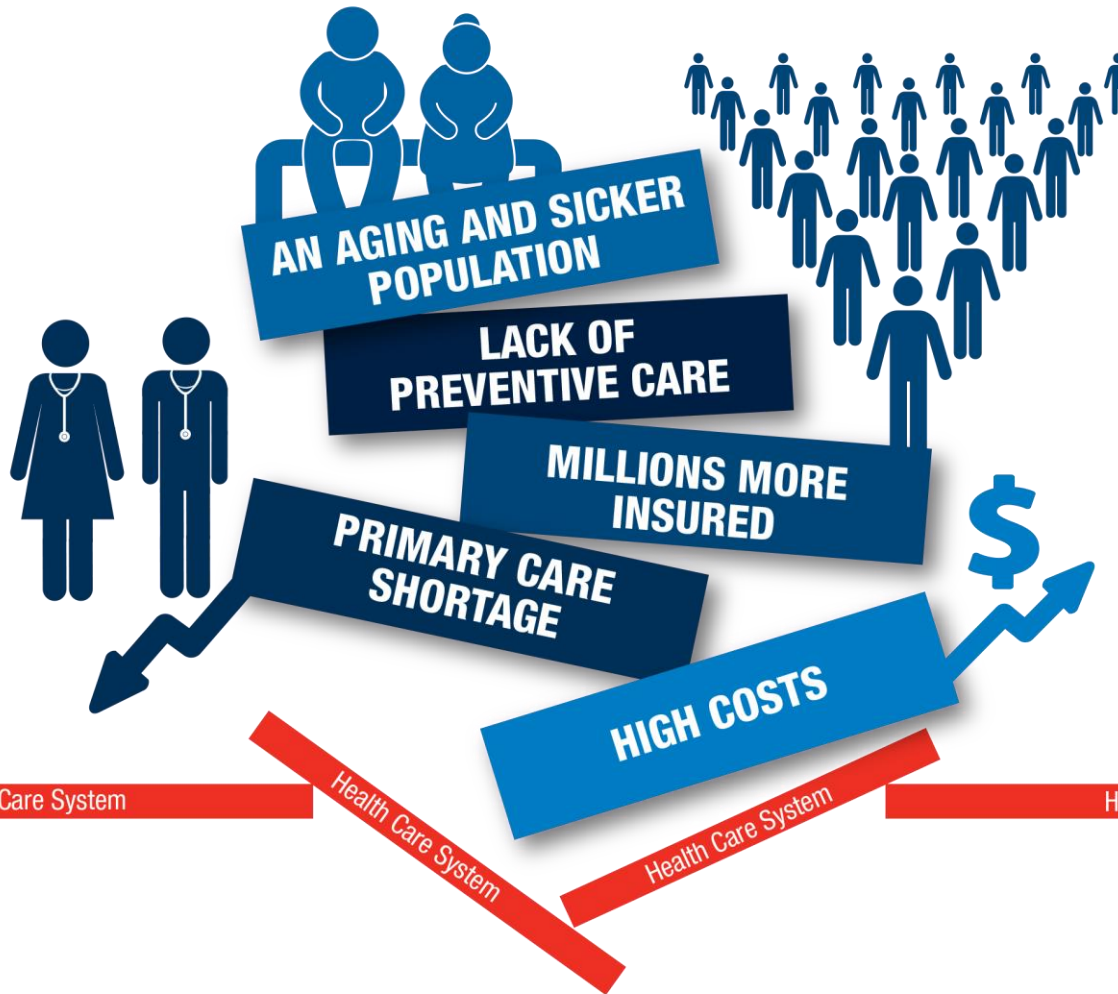 AN AGING AND SICKER
POPULATION
LACK OF
PREVENTIVE CARE
MILLIONS MORE
INSURED
PRIMARY CARE
SHORTAGE
$
HIGH COSTS
Care System
Health Care System
Health Care System
H